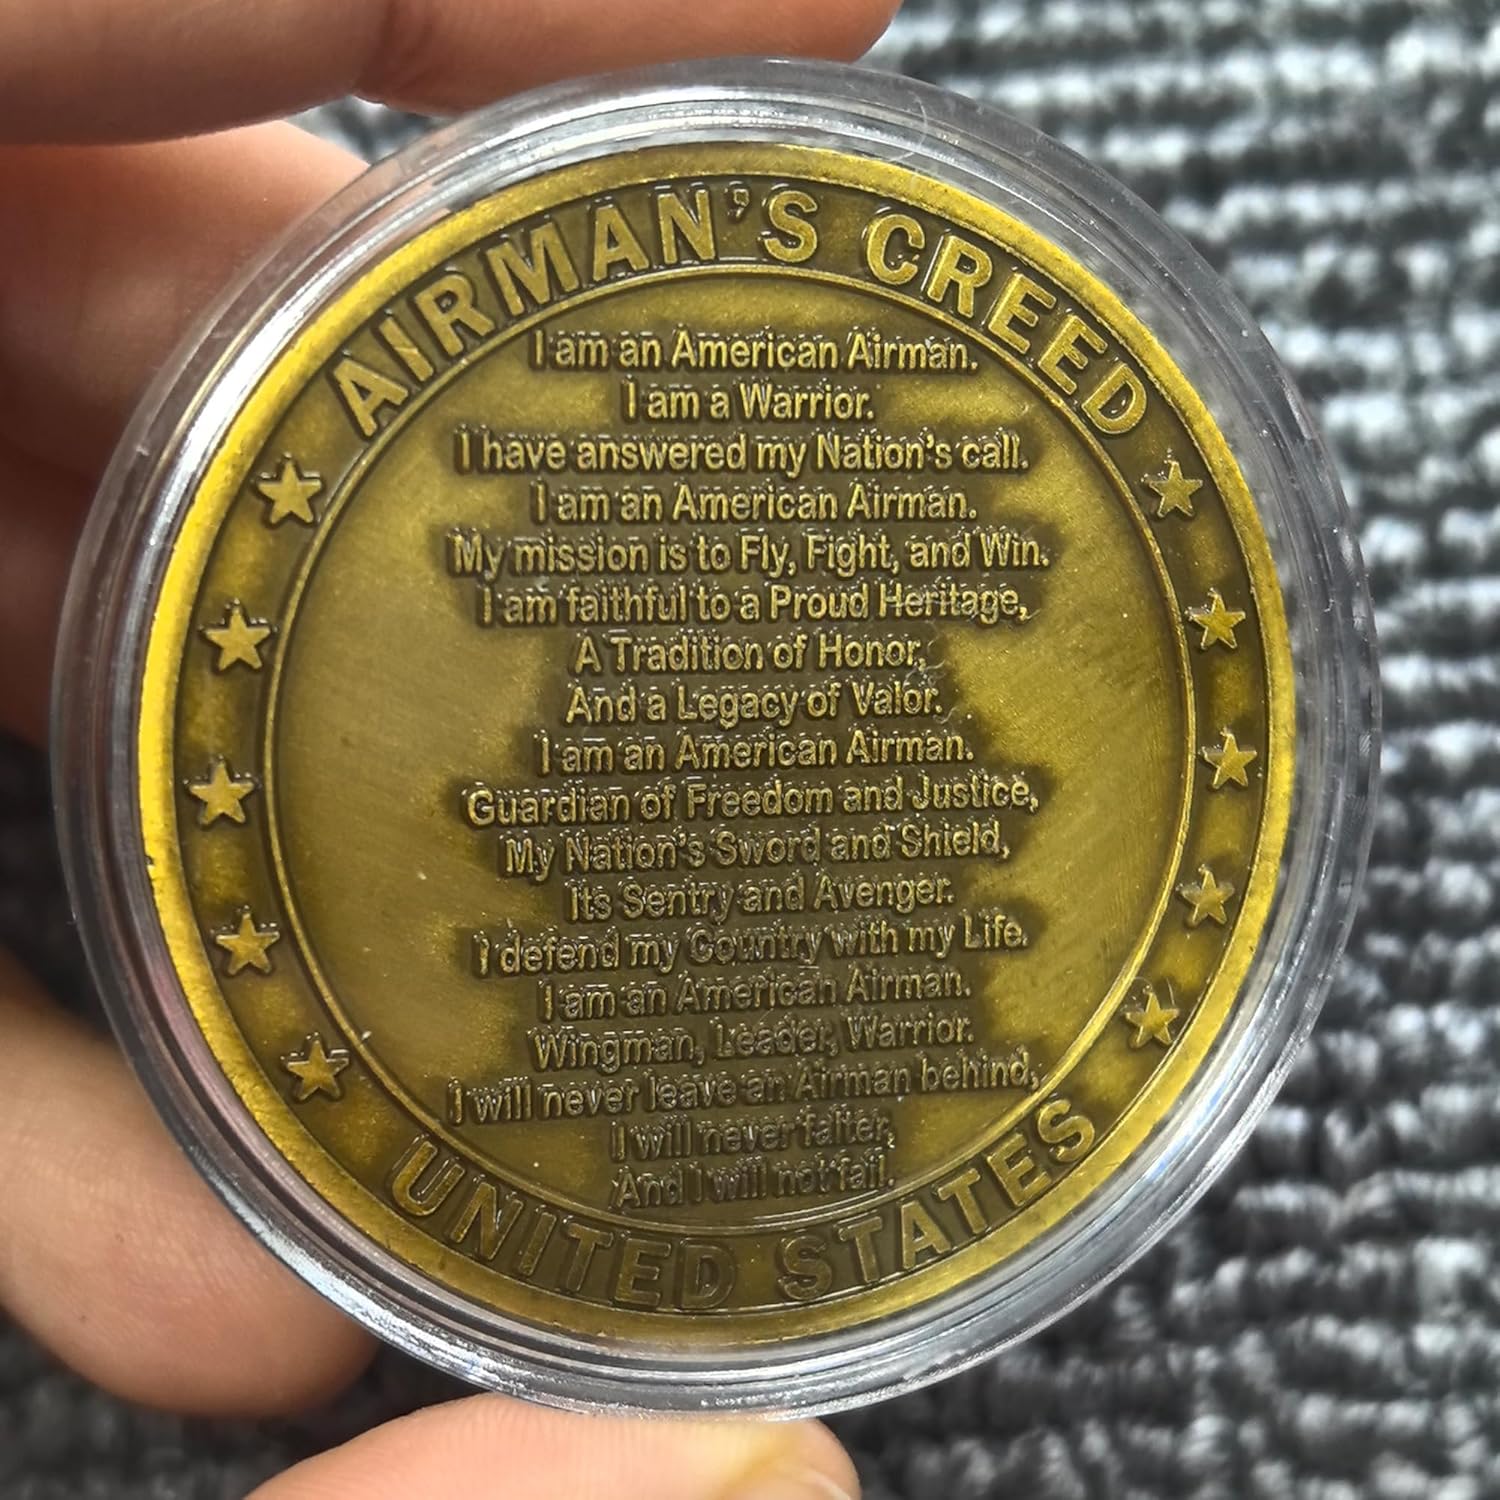 AIRMAN'S CREED
I am an American Airman.
I am a Warrior.
I have answered my Nation's call.
I am an American Airman.
My mission is to Fly, Fight, and Win.
I am faithful to a Proud Heritage,
A Tradition of Honor,
And a Legacy of Valor.
I am an American Airman.
Guardian of Freedom and Justice,
My Nation's Sword and Shield,
Its Sentry and Avenger.
I defend my Country with my Life.
I am an American Airman.
Wingman, Leader, Warrior.
I will never leave an Airman behind,
I will never falter,
And I will not fail.
UNITED STATES